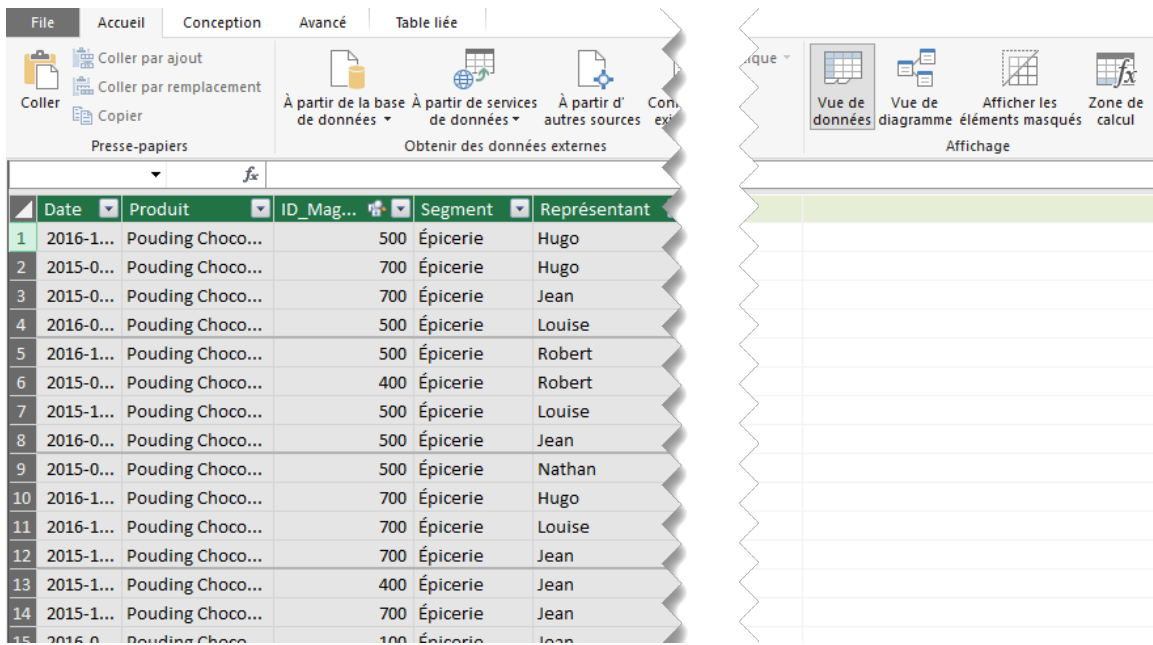 File Accueil Conception Avancé Table liée
Coller par ajout
Coller par remplacement
Copier
Coller
À partir de la base de données
À partir de services de données
À partir d' autres sources
Presse-papiers
Obtenir des données externes
Vue de données
Vue de diagramme
Afficher les éléments masqués
Zone de calcul
Affichage
fx
Date Produit ID_Mag... Segment Représentant
1 2016-1... Pouding Choco... 500 Épicerie Hugo
2 2015-0... Pouding Choco... 700 Épicerie Hugo
3 2015-0... Pouding Choco... 700 Épicerie Jean
4 2016-0... Pouding Choco... 500 Épicerie Louise
5 2016-1... Pouding Choco... 500 Épicerie Robert
6 2015-0... Pouding Choco... 400 Épicerie Robert
7 2015-1... Pouding Choco... 500 Épicerie Louise
8 2016-0... Pouding Choco... 500 Épicerie Jean
9 2015-0... Pouding Choco... 500 Épicerie Nathan
10 2016-1... Pouding Choco... 700 Épicerie Hugo
11 2016-1... Pouding Choco... 700 Épicerie Louise
12 2015-1... Pouding Choco... 700 Épicerie Jean
13 2015-1... Pouding Choco... 400 Épicerie Jean
14 2015-1... Pouding Choco... 700 Épicerie Jean
15 2016-0... Pouding Choco... 100 Épicerie Jean